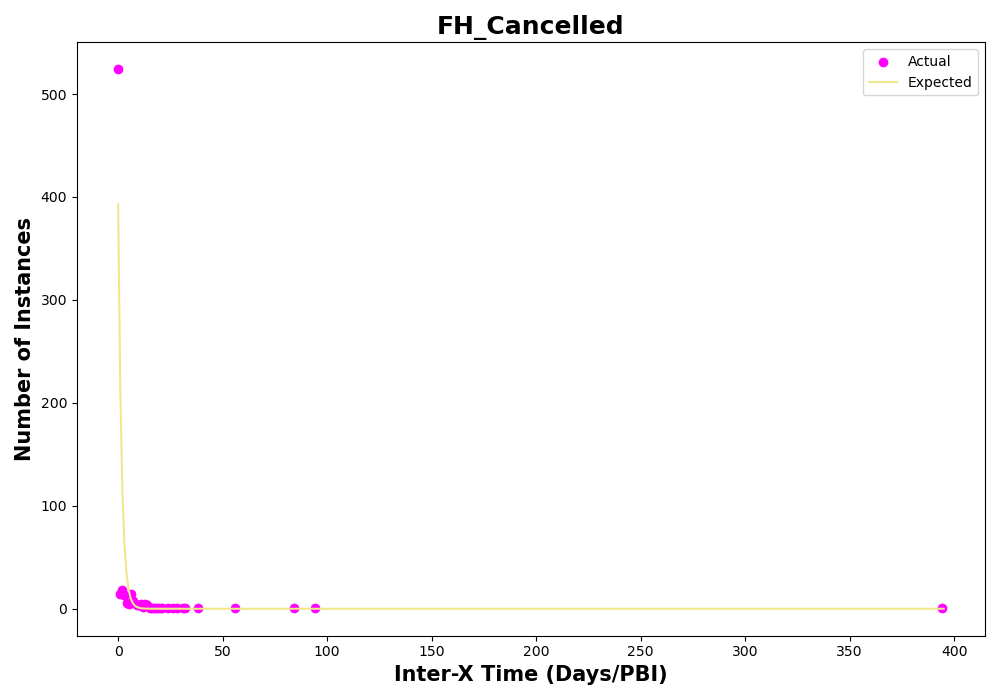 FH_Cancelled
Actual
Expected
Number of Instances
500
400
300
200
100
0
0 50 100 150 200 250 300 350 400
Inter-X Time (Days/PBI)